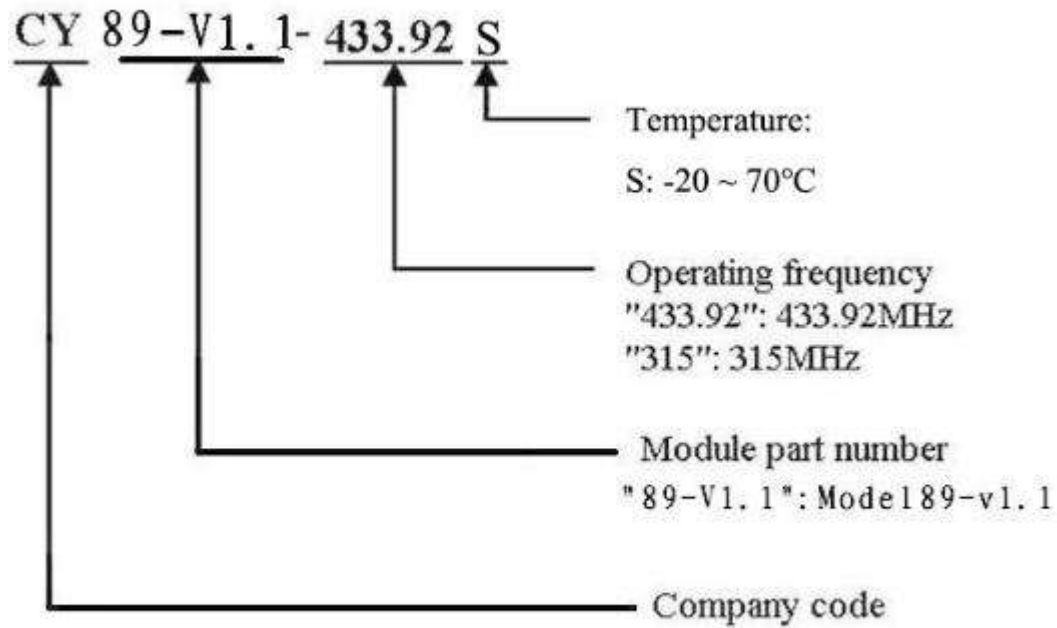 CY 89-V1.1- 433.92 S
Temperature:
S: -20 ~ 70°C
Operating frequency
"433.92": 433.92MHz
"315": 315MHz
Module part number
"89-V1.1":Model89-v1.1
Company code